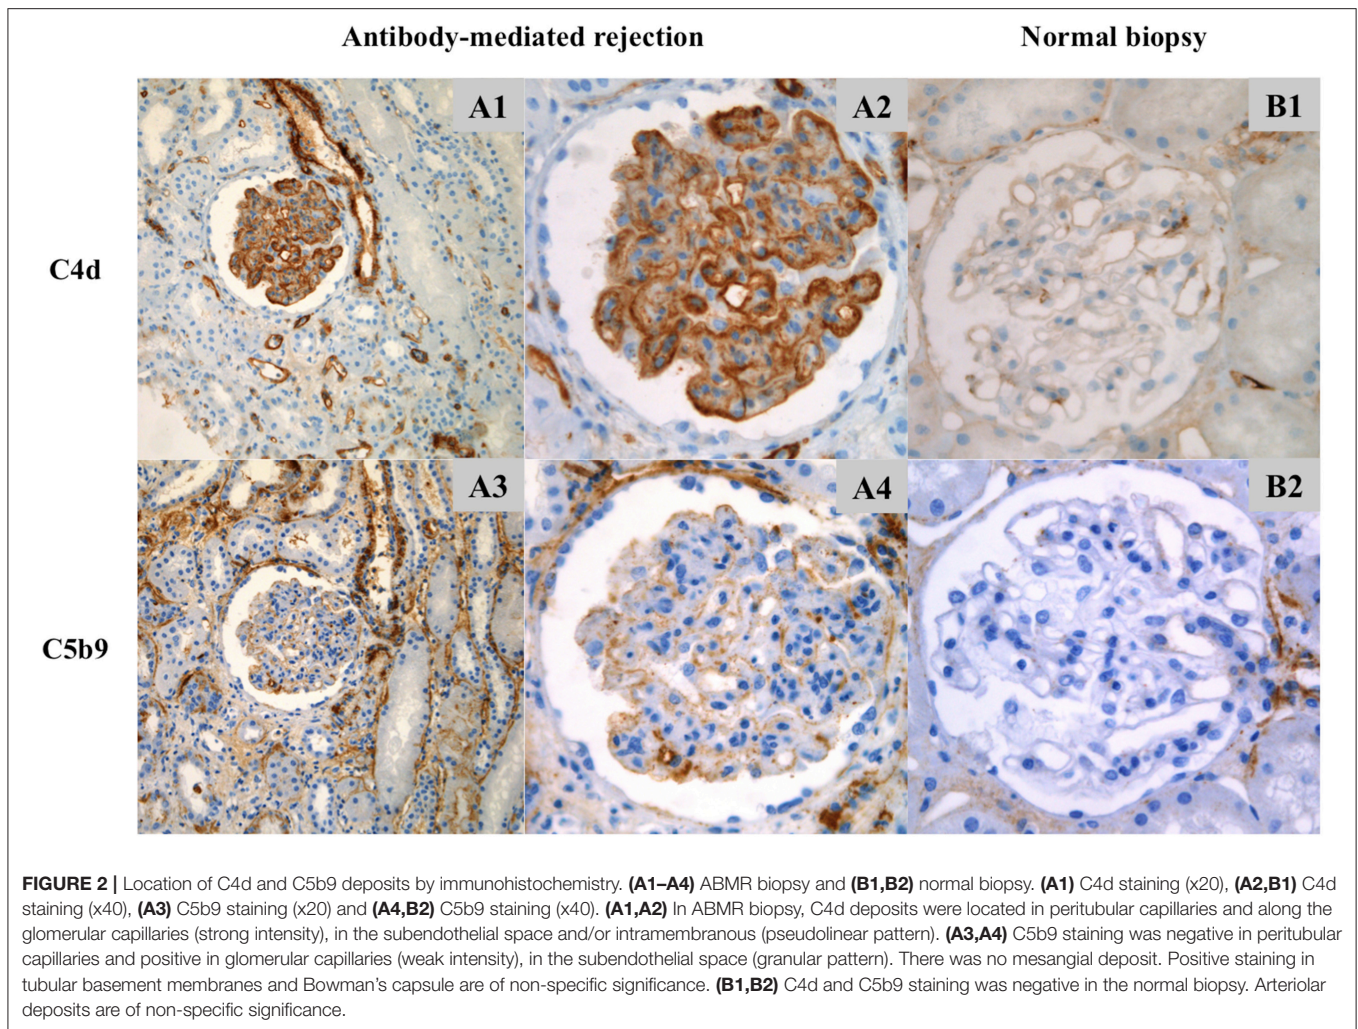 Antibody-mediated rejection Normal biopsy
A1 A2 B1
C4d
A3 A4 B2
C5b9
FIGURE 2 | Location of C4d and C5b9 deposits by immunohistochemistry. (A1–A4) ABMR biopsy and (B1,B2) normal biopsy. (A1) C4d staining (x20), (A2,B1) C4d
staining (x40), (A3) C5b9 staining (x20) and (A4,B2) C5b9 staining (x40). (A1,A2) In ABMR biopsy, C4d deposits were located in peritubular capillaries and along the
glomerular capillaries (strong intensity), in the subendothelial space and/or intramembranous (pseudolinear pattern). (A3,A4) C5b9 staining was negative in peritubular
capillaries and positive in glomerular capillaries (weak intensity), in the subendothelial space (granular pattern). There was no mesangial deposit. Positive staining in
tubular basement membranes and Bowman's capsule are of non-specific significance. (B1,B2) C4d and C5b9 staining was negative in the normal biopsy. Arteriolar
deposits are of non-specific significance.